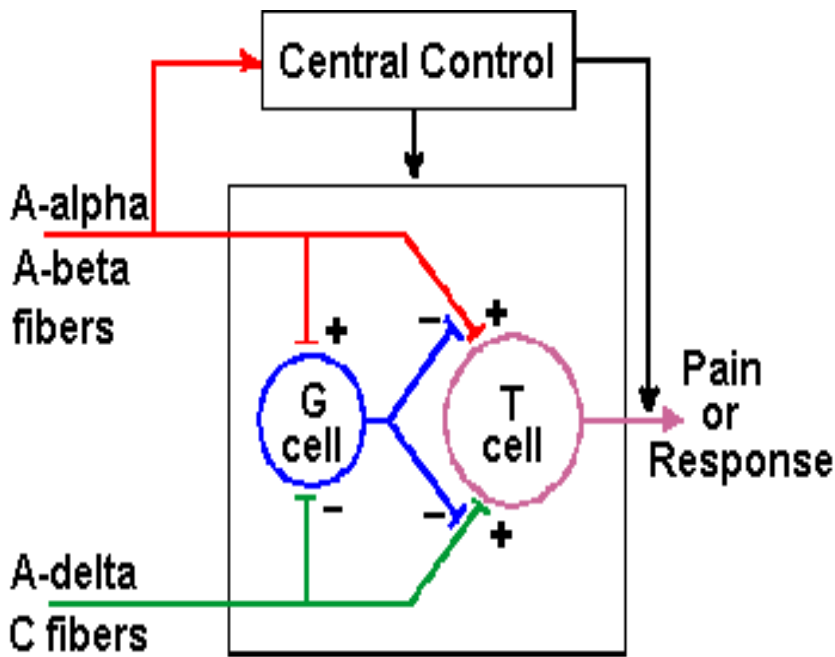 Central Control
A-alpha
A-beta
fibers
+
−
+
G
cell
T
cell
Pain
or
Response
−
−
+
A-delta
C fibers